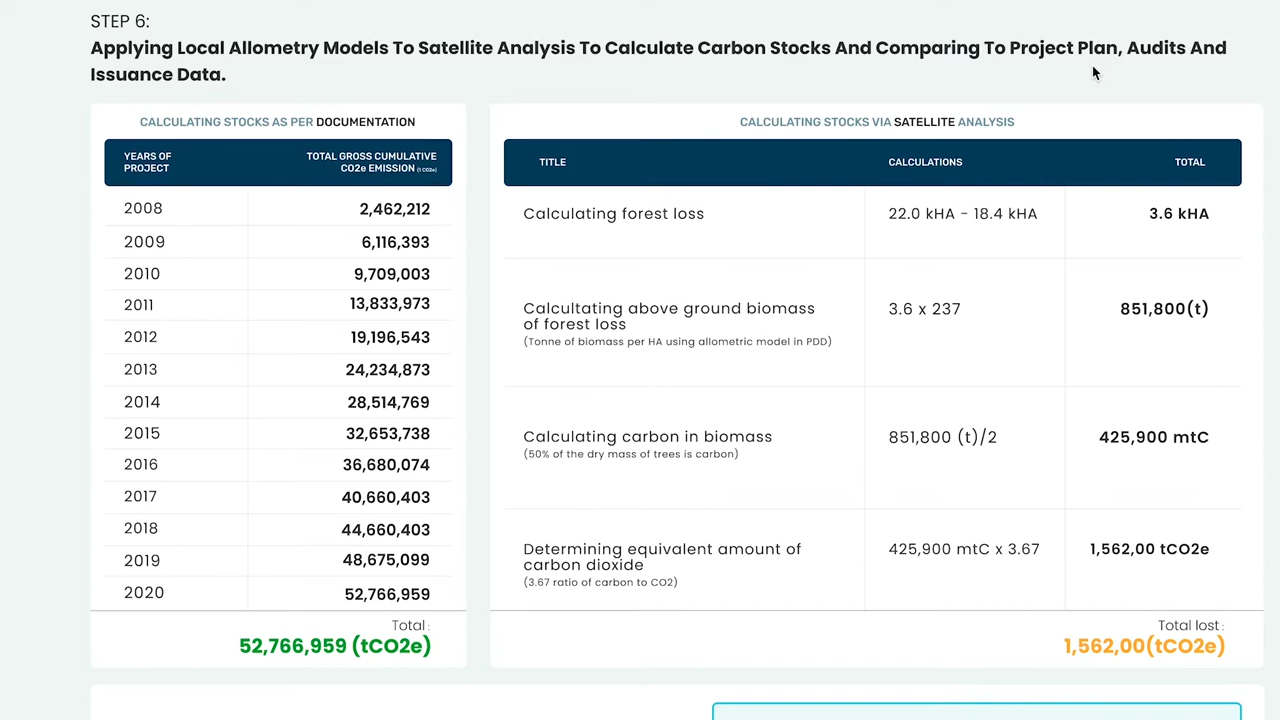 STEP 6:
Applying Local Allometry Models To Satellite Analysis To Calculate Carbon Stocks And Comparing To Project Plan, Audits And
Issuance Data.
CALCULATING STOCKS AS PER DOCUMENTATION
YEARS OF PROJECT
TOTAL GROSS CUMULATIVE
CO2e EMISSION (t CO2e)
2008 2,462,212
2009 6,116,393
2010 9,709,003
2011 13,833,973
2012 19,196,543
2013 24,234,873
2014 28,514,769
2015 32,653,738
2016 36,680,074
2017 40,660,403
2018 44,660,403
2019 48,675,099
2020 52,766,959
Total:
52,766,959 (tCO2e)
CALCULATING STOCKS VIA SATELLITE ANALYSIS
TITLE CALCULATIONS TOTAL
Calculating forest loss 22.0 kHA - 18.4 kHA 3.6 kHA
Calcultating above ground biomass 3.6 x 237 851,800(t)
of forest loss
(Tonne of biomass per HA using allometric model in PDD)
Calculating carbon in biomass 851,800 (t)/2 425,900 mtC
(50% of the dry mass of trees is carbon)
Determining equivalent amount of 425,900 mtC x 3.67 1,562,00 tCO2e
carbon dioxide
(3.67 ratio of carbon to CO2)
Total lost:
1,562,00(tCO2e)